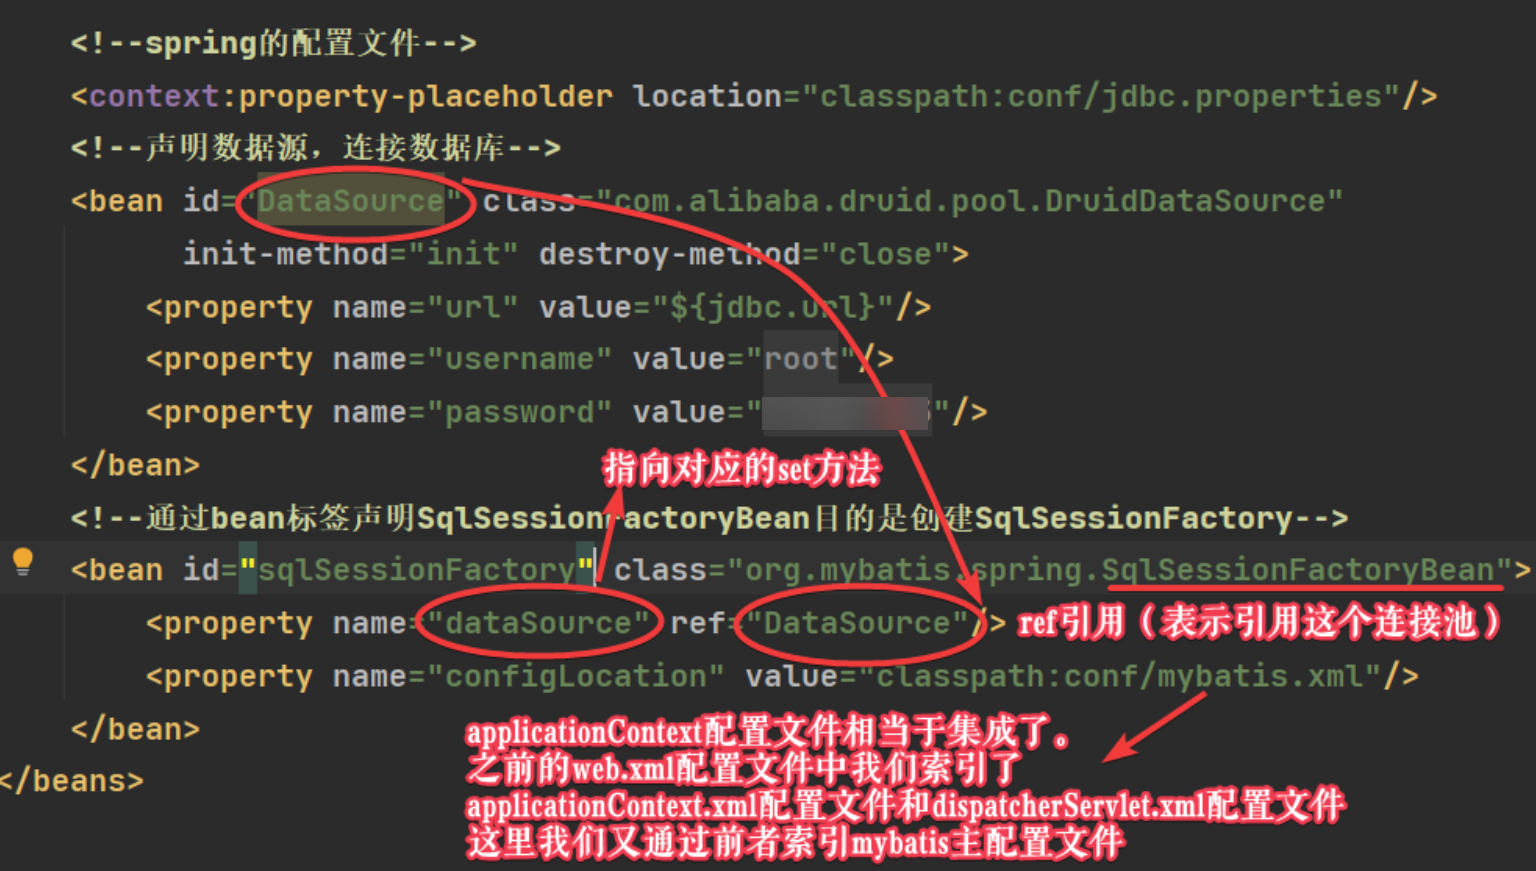 <!--spring的配置文件-->
<context:property-placeholder location="classpath:conf/jdbc.properties"/>
<!--声明数据源，连接数据库-->
<bean id="DataSource" class="com.alibaba.druid.pool.DruidDataSource"
init-method="init" destroy-method="close">
<property name="url" value="${jdbc.url}"/>
<property name="username" value="root"/>
<property name="password" value=""/>
</bean>
指向对应的set方法
<!--通过bean标签声明SqlSessionFactoryBean目的是创建SqlSessionFactory-->
<bean id="sqlSessionFactory" class="org.mybatis.spring.SqlSessionFactoryBean">
<property name="dataSource" ref="DataSource"/> ref引用（表示引用这个连接池）
<property name="configLocation" value="classpath:conf/mybatis.xml"/>
</bean>
applicationContext配置文件相当于集成了。
之前的web.xml配置文件中我们索引了
</beans>
applicationContext.xml配置文件和dispatcherServlet.xml配置文件
这里我们又通过前者索引mybatis主配置文件